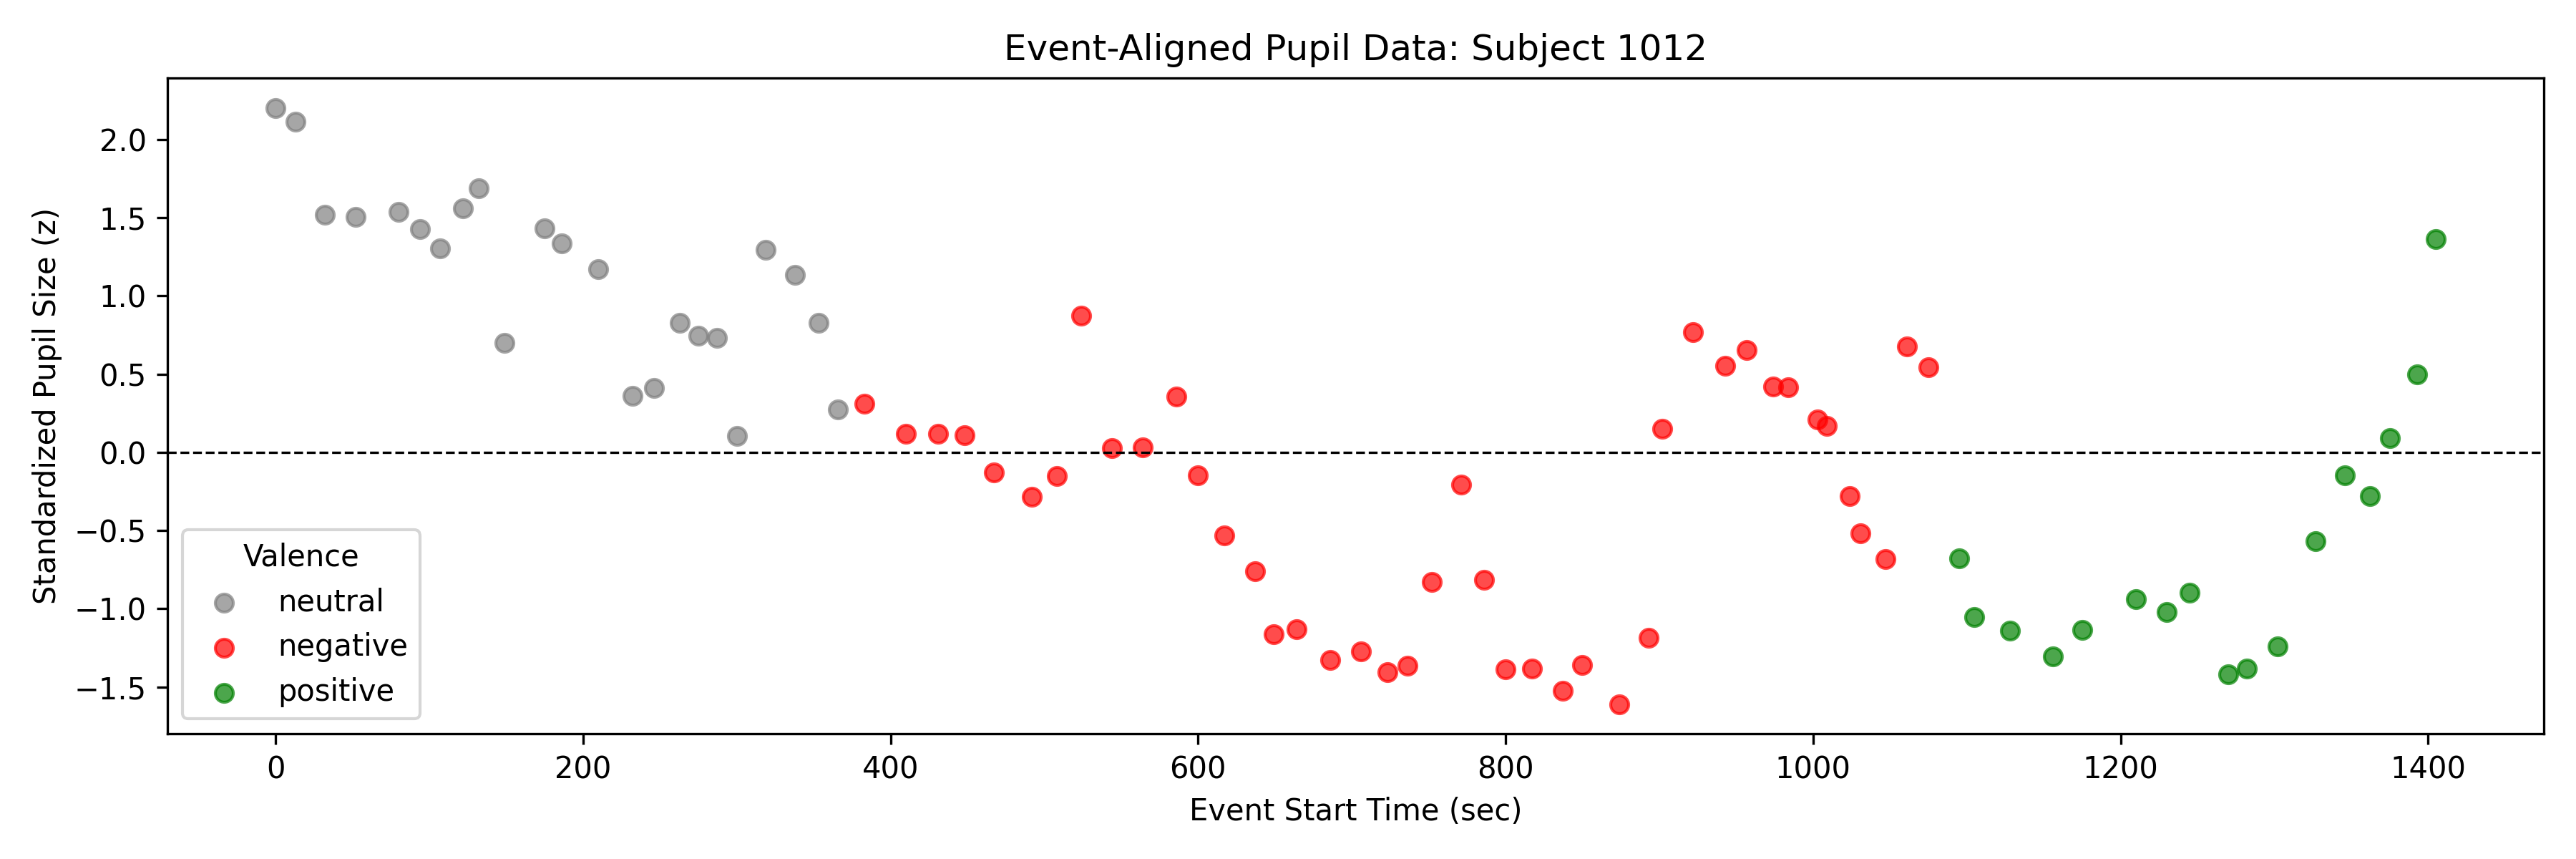 Event-Aligned Pupil Data: Subject 1012
Standardized Pupil Size (z)
2.0
1.5
1.0
0.5
0.0
−0.5
−1.0
−1.5
Valence
neutral
negative
positive
0 200 400 600 800 1000 1200 1400
Event Start Time (sec)